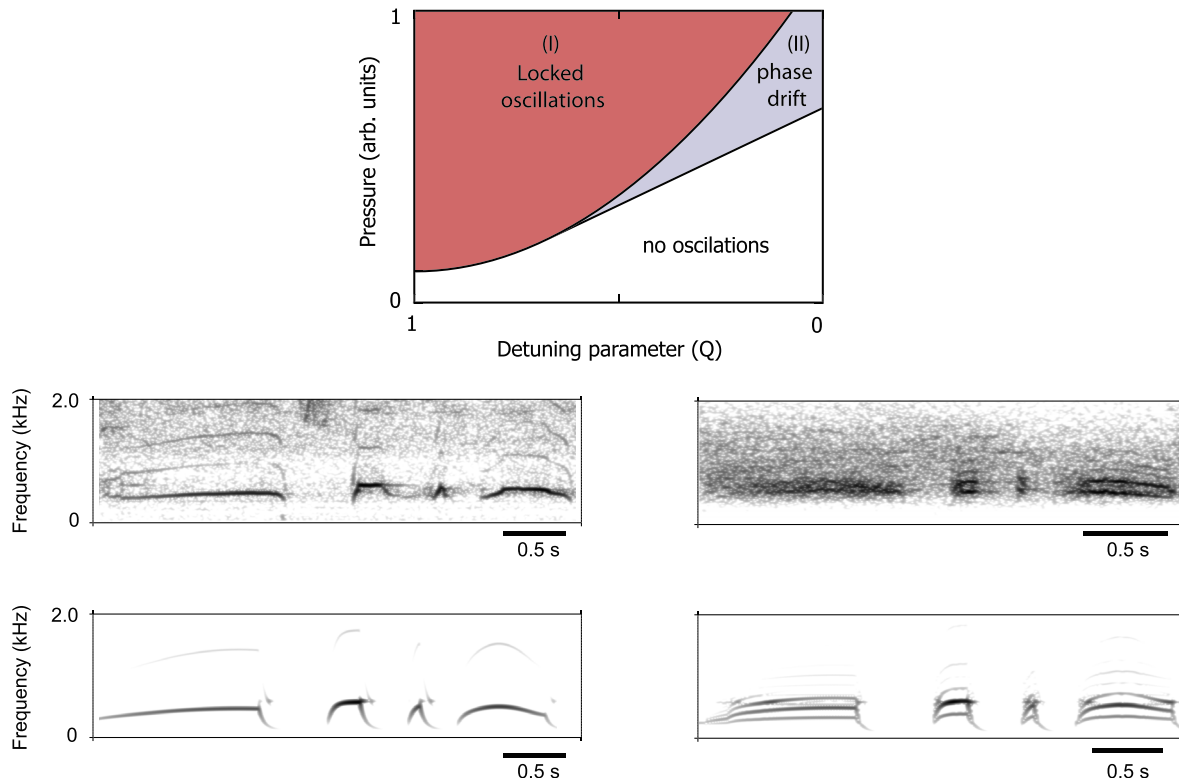 1
(I)
Locked
oscillations
(II)
phase
drift
no oscilations
Pressure (arb. units)
0
1
0
Detuning parameter (Q)
Frequency (kHz)
2.0
0
0.5 s
0.5 s
Frequency (kHz)
2.0
0
0.5 s
0.5 s